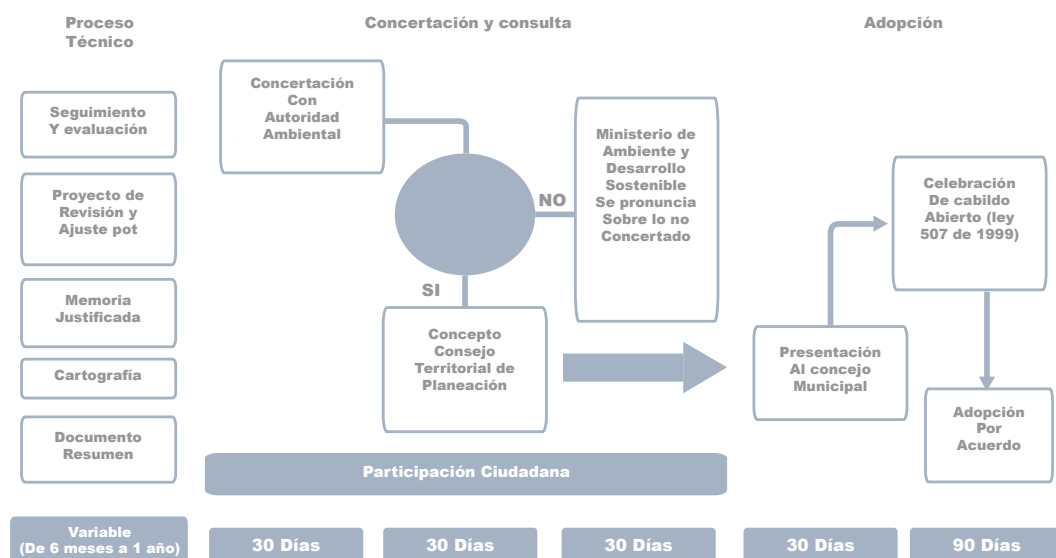 Proceso
Técnico
Concertación y consulta
Adopción
Seguimiento
Y evaluación
Proyecto de
Revisión y
Ajuste pot
Memoria
Justificada
Cartografía
Documento
Resumen
Concertación
Con
Autoridad
Ambiental
NO
SI
Ministerio de
Ambiente y
Desarrollo
Sostenible
Se pronuncia
Sobre lo no
Concertado
Concepto
Consejo
Territorial de
Planeación
Participación Ciudadana
Presentación
Al concejo
Municipal
Celebración
De cabildo
Abierto (ley
507 de 1999)
Adopción
Por
Acuerdo
Variable
(De 6 meses a 1 año)
30 Días
30 Días
30 Días
30 Días
90 Días